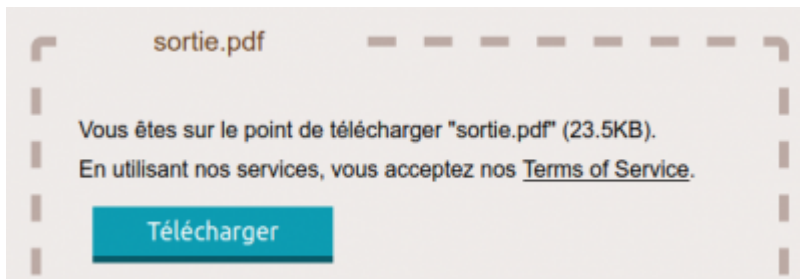 sortie.pdf
Vous êtes sur le point de télécharger "sortie.pdf" (23.5KB).
En utilisant nos services, vous acceptez nos Terms of Service.
Télécharger